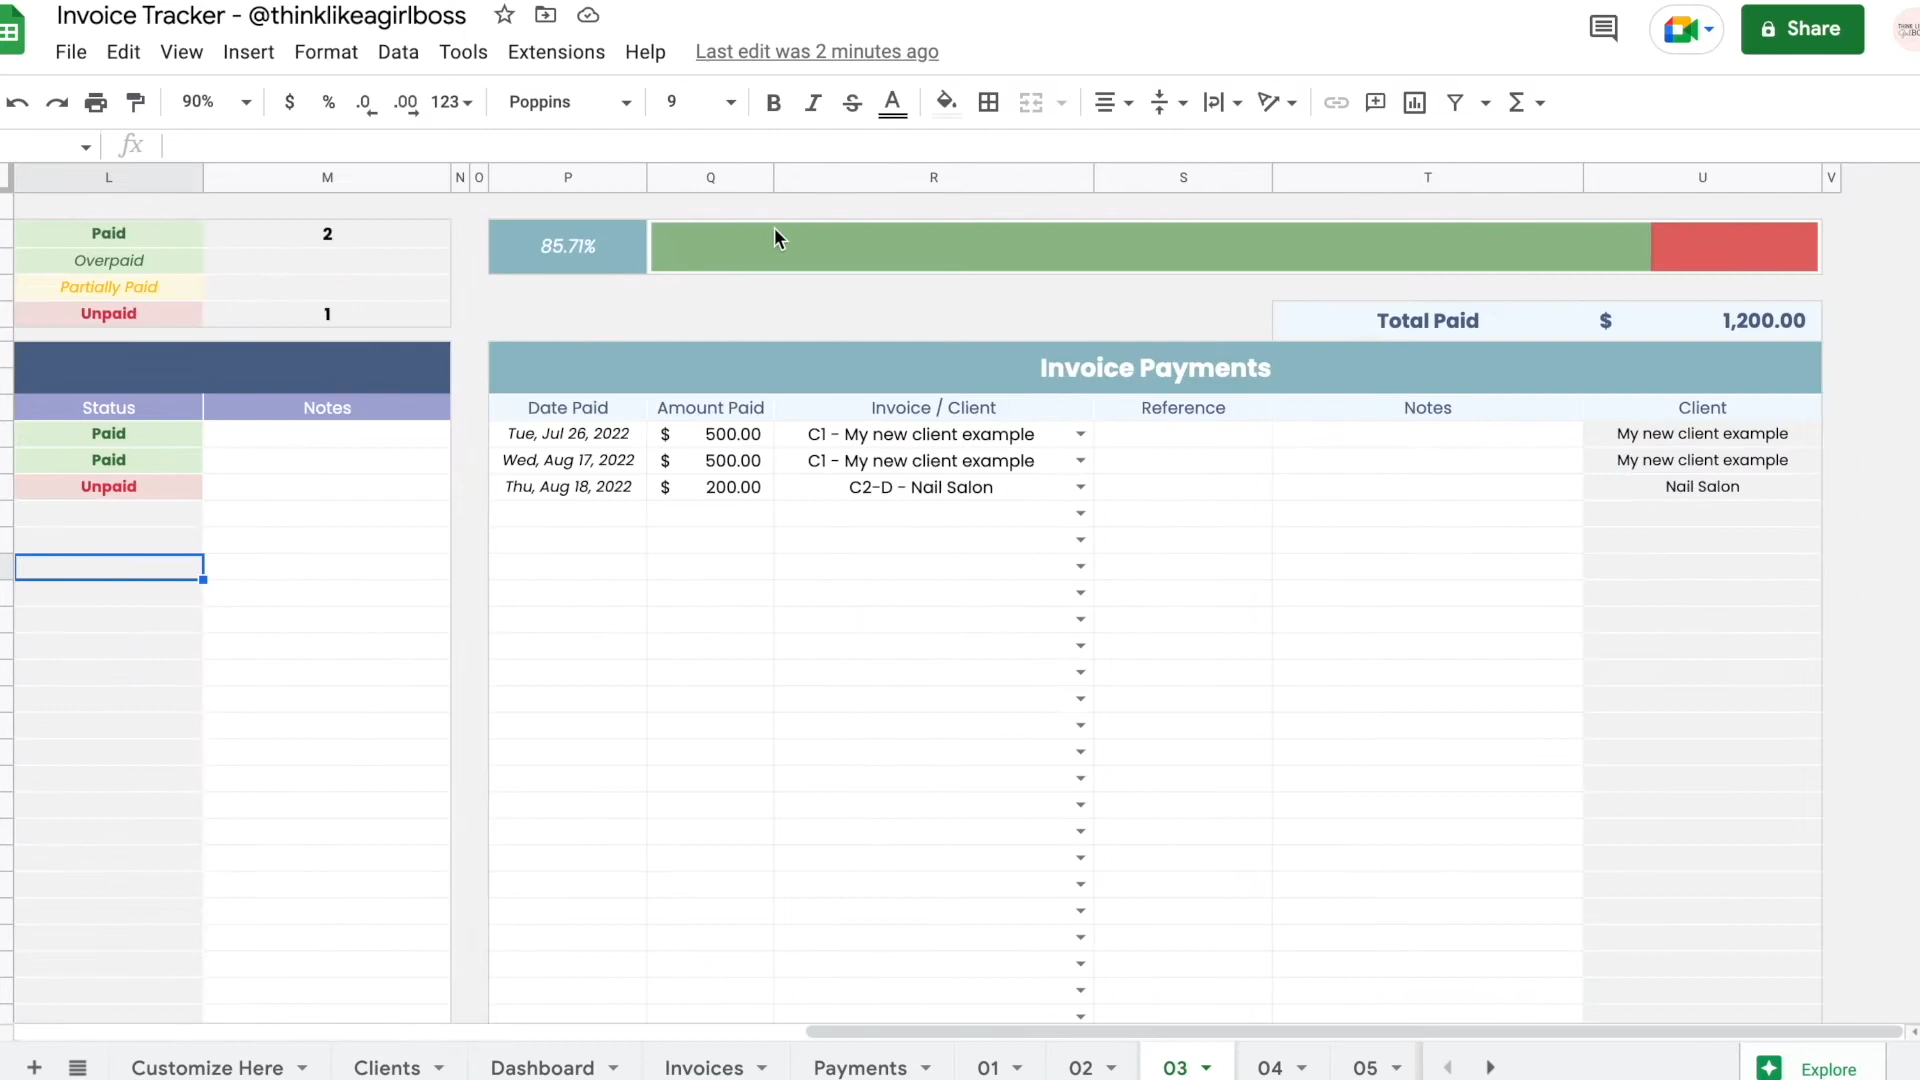 Invoice Tracker - @thinklikeagirlboss
Share
File Edit View Insert Format Data Tools Extensions Help Last edit was 2 minutes ago
90% $ % .0 .00 123 Poppins 9 B I S A Σ
fx
L M N O P Q R S T U V
Paid 2 85.71%
Overpaid
Partially Paid
Unpaid 1 Total Paid $ 1,200.00
Invoice Payments
Status Notes Date Paid Amount Paid Invoice / Client Reference Notes Client
Paid Tue, Jul 26, 2022 $ 500.00 C1 - My new client example My new client example
Paid Wed, Aug 17, 2022 $ 500.00 C1 - My new client example My new client example
Unpaid Thu, Aug 18, 2022 $ 200.00 C2-D - Nail Salon Nail Salon
Customize Here Clients Dashboard Invoices Payments 01 02 03 04 05 Explore